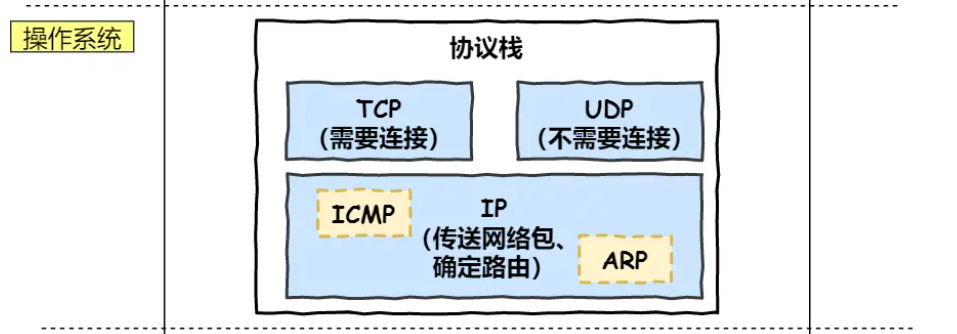 操作系统
协议栈
TCP
（需要连接）
UDP
（不需要连接）
ICMP
IP
（传送网络包、
确定路由）
ARP